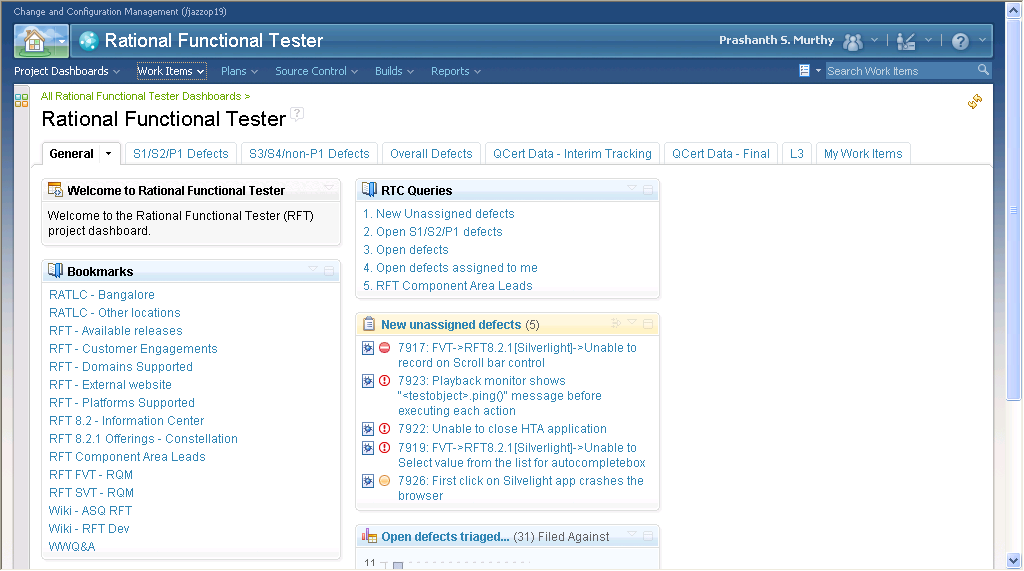 Change and Configuration Management (/jazzop19)
Rational Functional Tester
Prashanth S. Murthy
Project Dashboards
Work Items
Plans
Source Control
Builds
Reports
Search Work Items
All Rational Functional Tester Dashboards >
Rational Functional Tester ?
General
S1/S2/P1 Defects
S3/S4/non-P1 Defects
Overall Defects
QCert Data - Interim Tracking
QCert Data - Final
L3
My Work Items
Welcome to Rational Functional Tester
Welcome to the Rational Functional Tester (RFT)
project dashboard.
Bookmarks
RATLC - Bangalore
RATLC - Other locations
RFT - Available releases
RFT - Customer Engagements
RFT - Domains Supported
RFT - External website
RFT - Platforms Supported
RFT 8.2 - Information Center
RFT 8.2.1 Offerings - Constellation
RFT Component Area Leads
RFT FVT - RQM
RFT SVT - RQM
Wiki - ASQ RFT
Wiki - RFT Dev
WWQ&A
RTC Queries
1. New Unassigned defects
2. Open S1/S2/P1 defects
3. Open defects
4. Open defects assigned to me
5. RFT Component Area Leads
New unassigned defects (5)
7917: FVT->RFT8.2.1[Silverlight]->Unable to
record on Scroll bar control
7923: Playback monitor shows
"<testobject>.ping()" message before
executing each action
7922: Unable to close HTA application
7919: FVT->RFT8.2.1[Silverlight]->Unable to
Select value from the list for autocompletebox
7926: First click on Silvelight app crashes the
browser
Open defects triaged... (31) Filed Against
11